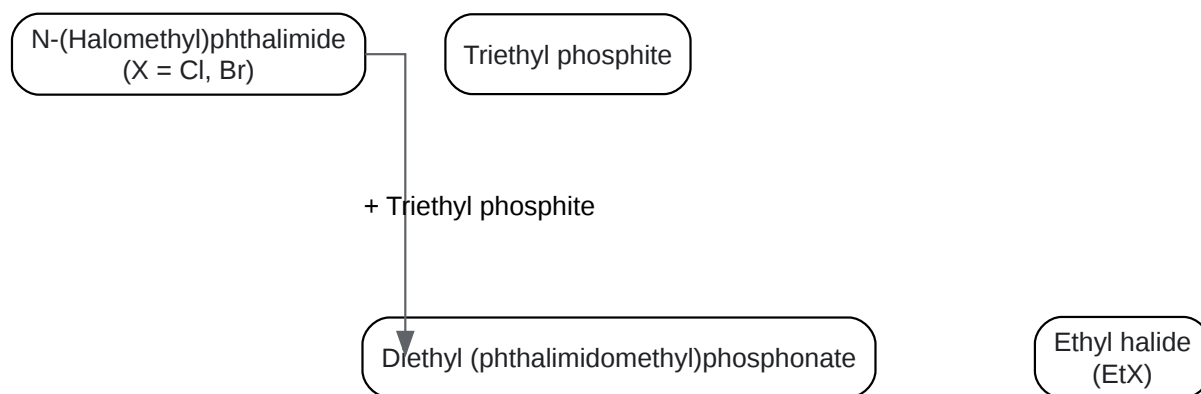 N-(Halomethyl)phthalimide
(X = Cl, Br)
Triethyl phosphite
+ Triethyl phosphite
Diethyl (phthalimidomethyl)phosphonate
Ethyl halide
(EtX)